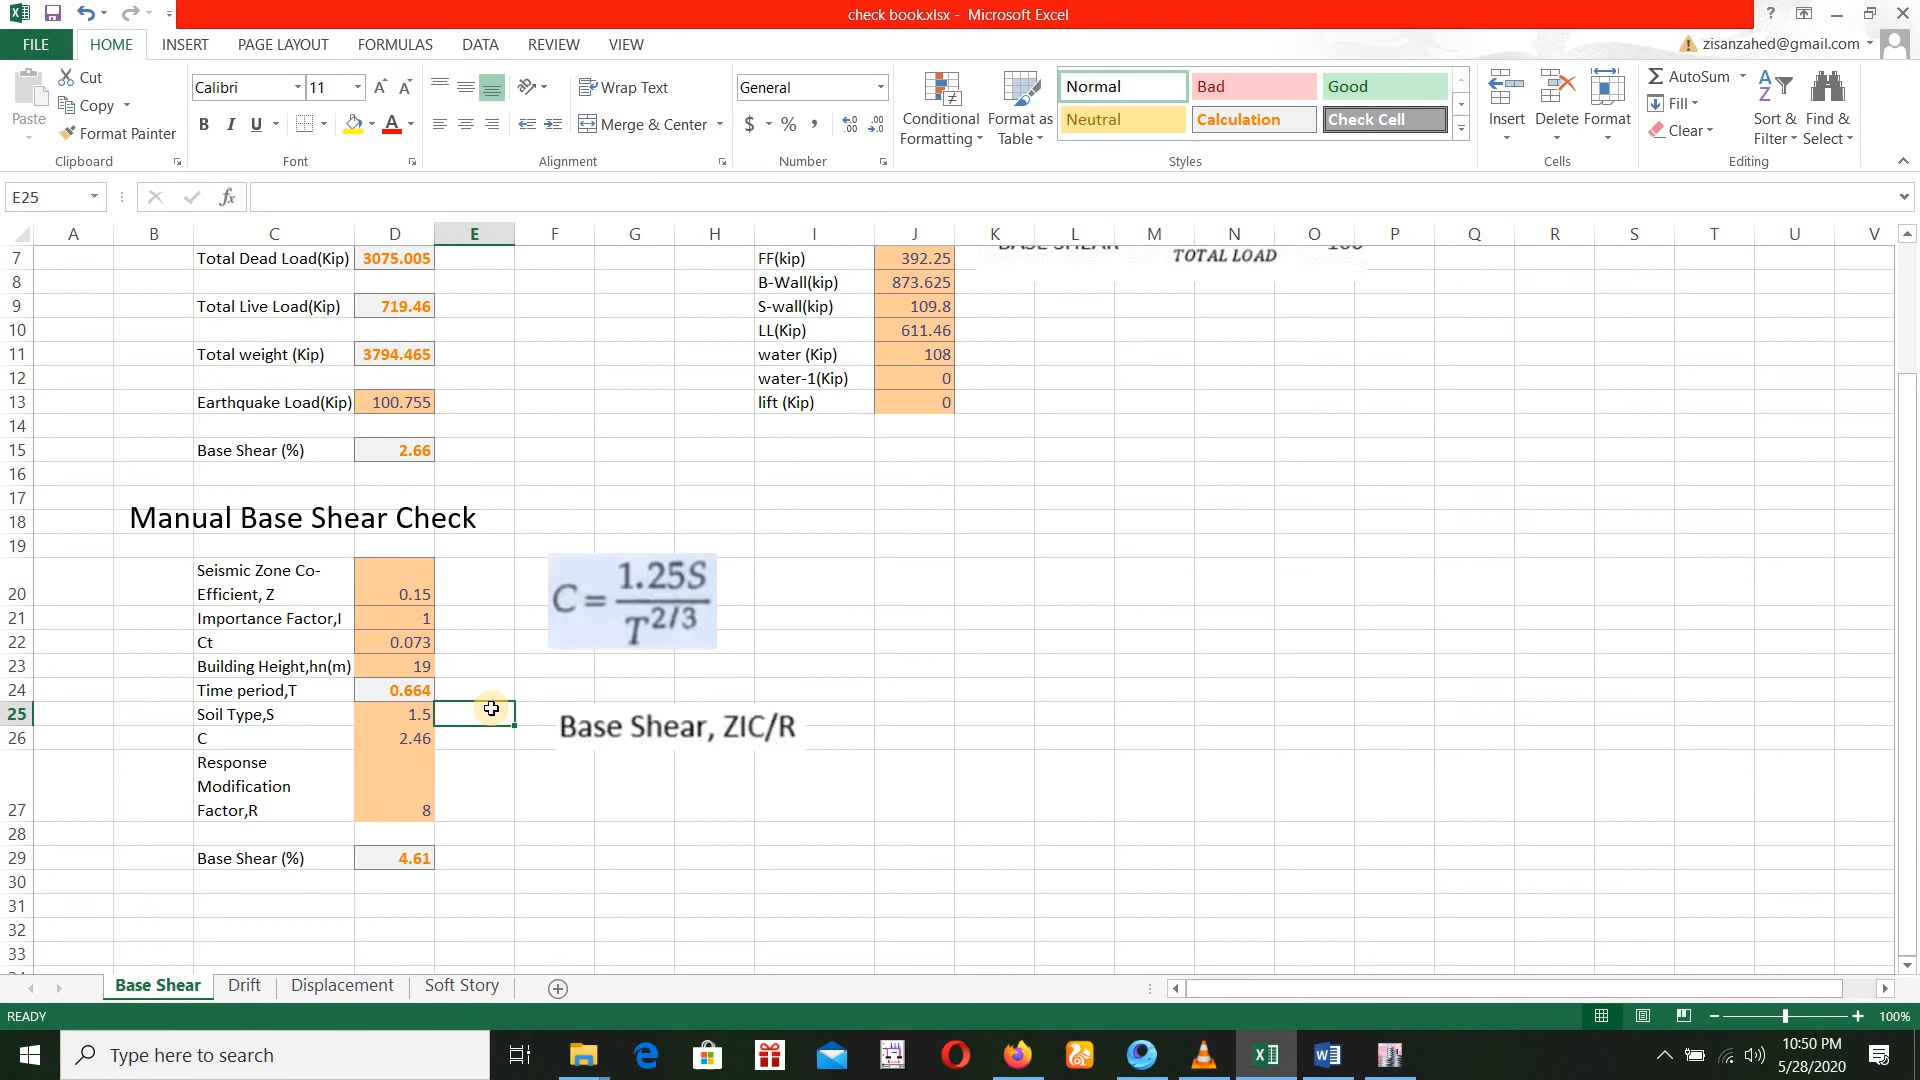 check book.xlsx - Microsoft Excel
FILE HOME INSERT PAGE LAYOUT FORMULAS DATA REVIEW VIEW zisanzahed@gmail.com
Paste Cut Copy Format Painter Clipboard
Calibri 11 A A B I U A Font
Wrap Text Merge & Center Alignment
General $ % , Number
Conditional Formatting Format as Table
Normal Bad Good
Neutral Calculation Check Cell
Styles
Insert Delete Format Cells
AutoSum Fill Clear Sort & Filter Find & Select Editing
E25 fx
A B C D E F G H I J K L M N O P Q R S T U V
7 Total Dead Load(Kip) 3075.005 FF(kip) 392.25 TOTAL LOAD
8 B-Wall(kip) 873.625
9 Total Live Load(Kip) 719.46 S-wall(kip) 109.8
10 LL(Kip) 611.46
11 Total weight (Kip) 3794.465 water (Kip) 108
12 water-1(Kip) 0
13 Earthquake Load(Kip) 100.755 lift (Kip) 0
14
15 Base Shear (%) 2.66
16
17
18 Manual Base Shear Check
19
20 Seismic Zone Co-
Efficient, Z 0.15
21 Importance Factor,I 1
22 Ct 0.073
23 Building Height,hn(m) 19
24 Time period,T 0.664
25 Soil Type,S 1.5
26 C 2.46
27 Response
Modification
Factor,R 8
28
29 Base Shear (%) 4.61
30
31
32
33
C = 1.25S / T^2/3
Base Shear, ZIC/R
Base Shear Drift Displacement Soft Story
READY 100%
Type here to search
10:50 PM
5/28/2020